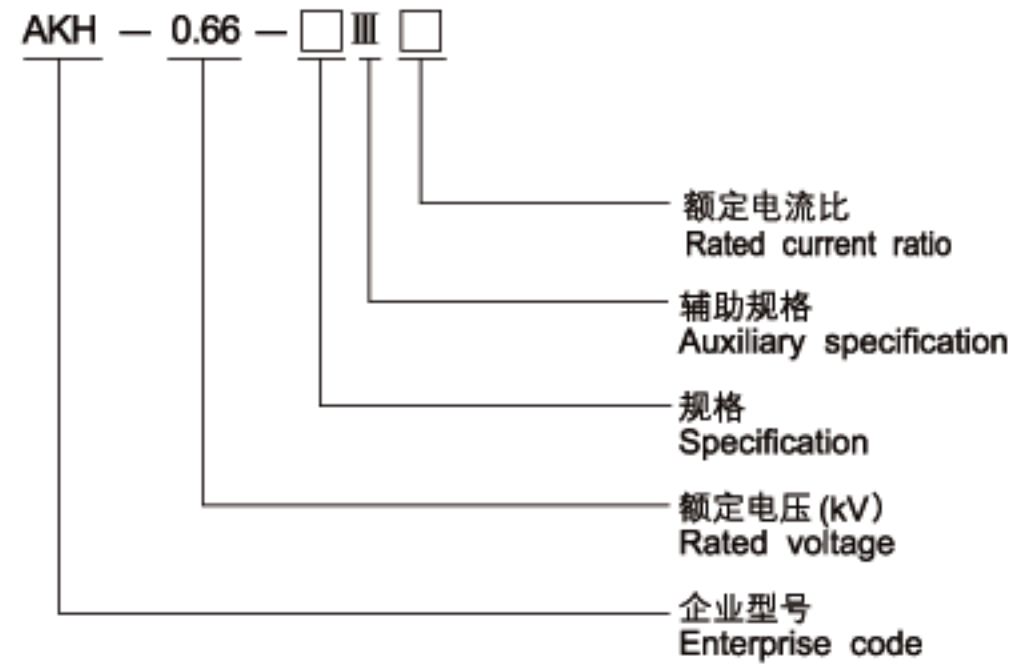 AKH — 0.66 — □ Ⅲ □
额定电流比
Rated current ratio
辅助规格
Auxiliary specification
规格
Specification
额定电压(kV)
Rated voltage
企业型号
Enterprise code